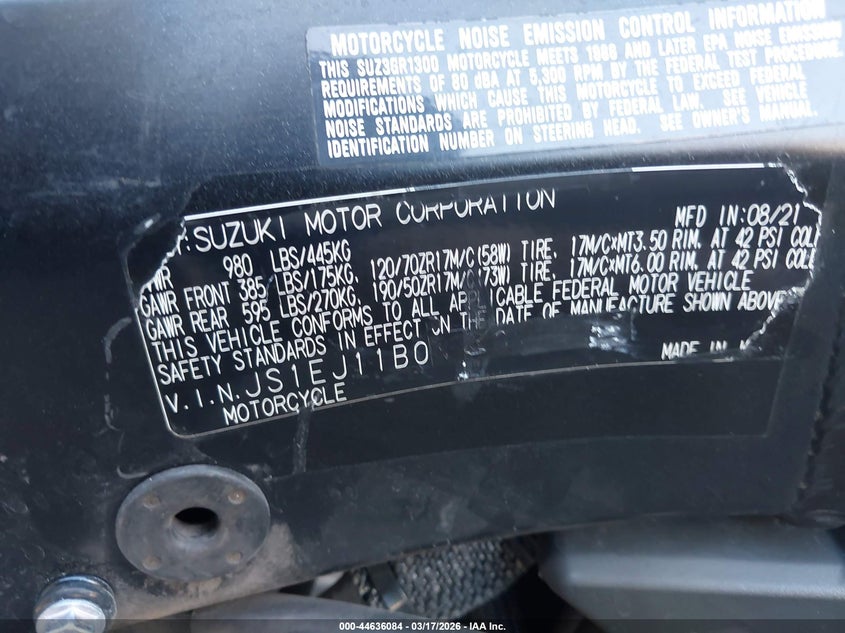 MOTORCYCLE NOISE EMISSION CONTROL INFORMATION
THIS SUZ3GR1300 MOTORCYCLE MEETS 1986 AND LATER EPA NOISE EMISSION
REQUIREMENTS OF 80 dBA AT 5,300 RPM BY THE FEDERAL TEST PROCEDURE.
MODIFICATIONS WHICH CAUSE THIS MOTORCYCLE TO EXCEED FEDERAL
NOISE STANDARDS ARE PROHIBITED BY FEDERAL LAW. SEE VEHICLE
IDENTIFICATION NUMBER ON STEERING HEAD. SEE OWNER'S MANUAL.
SUZUKI MOTOR CORPORATION MFD IN:08/21
980 LBS/445KG
GAWR FRONT 385 LBS/175KG, 120/70ZR17M/C(58W) TIRE, 17M/C×MT3.50 RIM, AT 42 PSI COLD
GAWR REAR 595 LBS/270KG, 190/50ZR17M/C(73W) TIRE, 17M/C×MT6.00 RIM, AT 42 PSI COLD
THIS VEHICLE CONFORMS TO ALL APPLICABLE FEDERAL MOTOR VEHICLE
SAFETY STANDARDS IN EFFECT ON THE DATE OF MANUFACTURE SHOWN ABOVE
V.I.N.JS1EJ11B0 MADE IN
MOTORCYCLE
000-44636084 | 03/17/2026 | © IAA Inc.